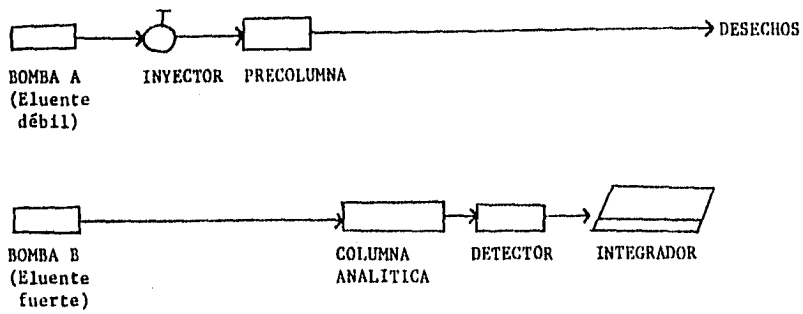 DESECHOS
BOMBA A
(Eluente
débil)
INYECTOR
PRECOLUMNA
BOMBA B
(Eluente
fuerte)
COLUMNA
ANALITICA
DETECTOR
INTEGRADOR